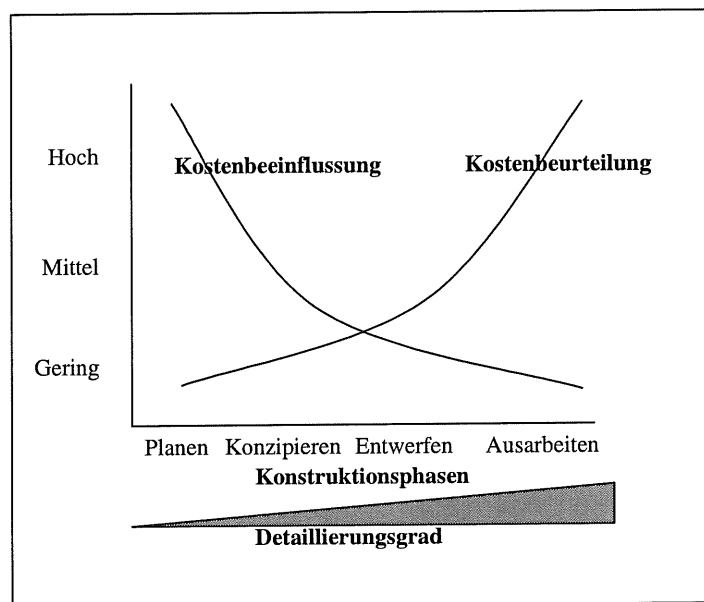 Hoch
Kostenbeeinflussung Kostenbeurteilung
Mittel
Gering
Planen Konzipieren Entwerfen Ausarbeiten
Konstruktionsphasen
Detaillierungsgrad